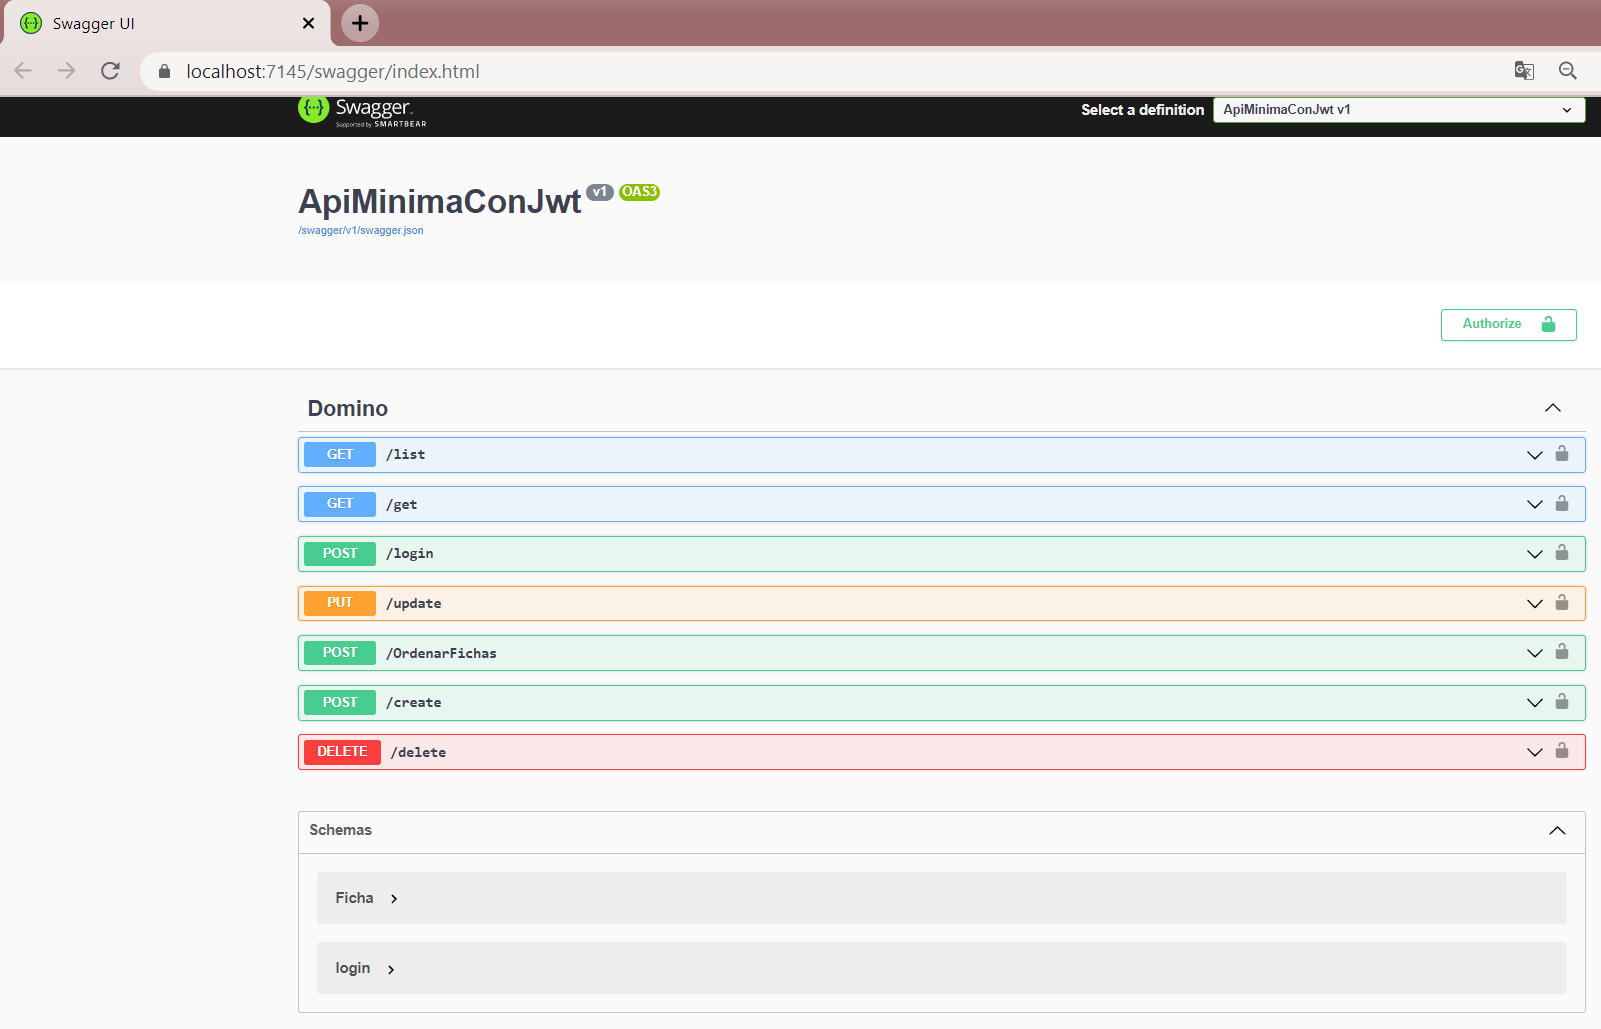 Swagger UI
localhost:7145/swagger/index.html
Swagger
Supported by SMARTBEAR
Select a definition
ApiMinimaConJwt v1
ApiMinimaConJwt v1 OAS3
/swagger/v1/swagger.json
Authorize
Domino
GET /list
GET /get
POST /login
PUT /update
POST /OrdenarFichas
POST /create
DELETE /delete
Schemas
Ficha
login